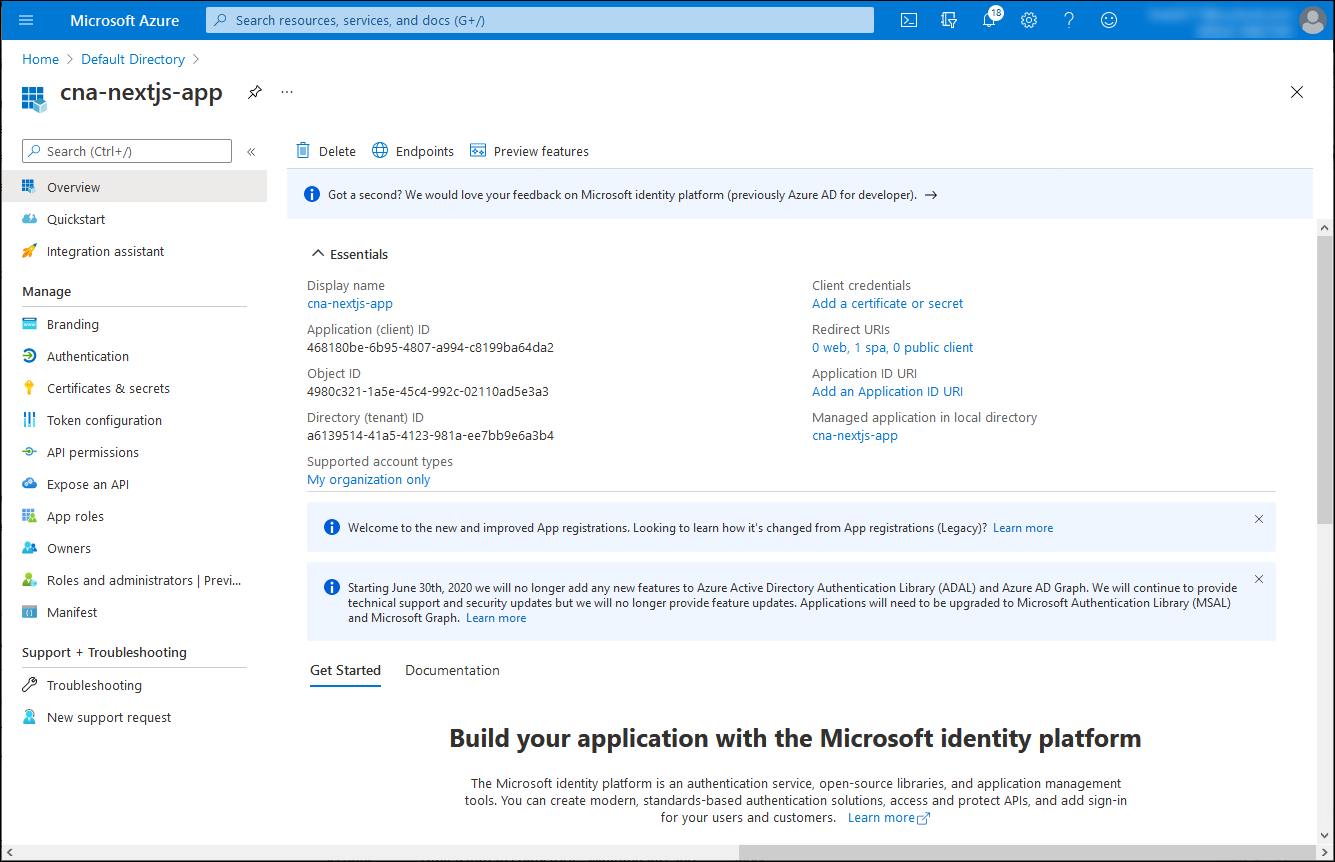 Microsoft Azure
Search resources, services, and docs (G+/)
18
Home > Default Directory >
cna-nextjs-app
...
Search (Ctrl+/)
«
Overview
Quickstart
Integration assistant
Manage
Branding
Authentication
Certificates & secrets
Token configuration
API permissions
Expose an API
App roles
Owners
Roles and administrators | Previ...
Manifest
Support + Troubleshooting
Troubleshooting
New support request
Delete
Endpoints
Preview features
Got a second? We would love your feedback on Microsoft identity platform (previously Azure AD for developer). →
Essentials
Display name
cna-nextjs-app
Application (client) ID
468180be-6b95-4807-a994-c8199ba64da2
Object ID
4980c321-1a5e-45c4-992c-02110ad5e3a3
Directory (tenant) ID
a6139514-41a5-4123-981a-ee7bb9e6a3b4
Supported account types
My organization only
Client credentials
Add a certificate or secret
Redirect URIs
0 web, 1 spa, 0 public client
Application ID URI
Add an Application ID URI
Managed application in local directory
cna-nextjs-app
Welcome to the new and improved App registrations. Looking to learn how it's changed from App registrations (Legacy)? Learn more
Starting June 30th, 2020 we will no longer add any new features to Azure Active Directory Authentication Library (ADAL) and Azure AD Graph. We will continue to provide
technical support and security updates but we will no longer provide feature updates. Applications will need to be upgraded to Microsoft Authentication Library (MSAL)
and Microsoft Graph. Learn more
Get Started
Documentation
Build your application with the Microsoft identity platform
The Microsoft identity platform is an authentication service, open-source libraries, and application management
tools. You can create modern, standards-based authentication solutions, access and protect APIs, and add sign-in
for your users and customers. Learn more